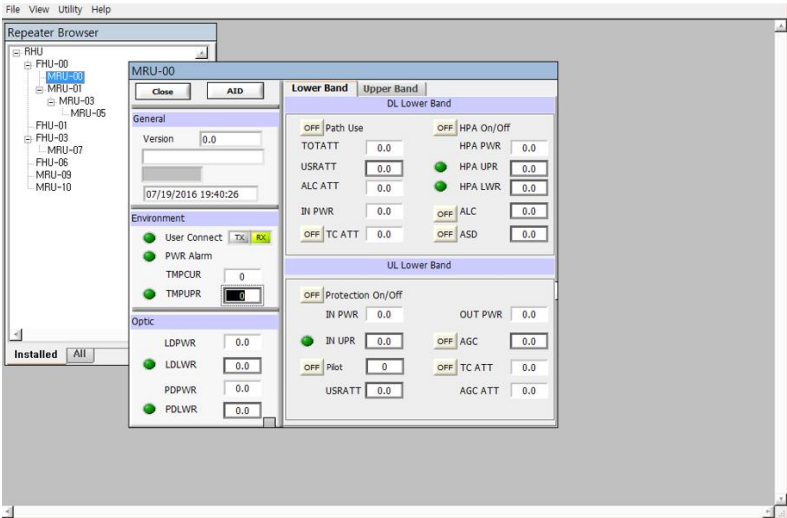 File View Utility Help
Repeater Browser
RHU
FHU-00
MRU-00
MRU-01
MRU-03
MRU-05
FHU-01
FHU-03
MRU-07
FHU-06
MRU-09
MRU-10
Installed All
MRU-00
Close AID
General
Version 0.0
07/19/2016 19:40:26
Environment
User Connect TX RX
PWR Alarm
TMPCUR 0
TMPUPR 0
Optic
LDPWR 0.0
LDLWR 0.0
PDPWR 0.0
PDLWR 0.0
Lower Band Upper Band
DL Lower Band
OFF Path Use OFF HPA On/Off
TOTATT 0.0 HPA PWR 0.0
USRATT 0.0 HPA UPR 0.0
ALC ATT 0.0 HPA LWR 0.0
IN PWR 0.0 OFF ALC 0.0
OFF TC ATT 0.0 OFF ASD 0.0
UL Lower Band
OFF Protection On/Off
IN PWR 0.0 OUT PWR 0.0
IN UPR 0.0 OFF AGC 0.0
OFF Pilot 0 OFF TC ATT 0.0
USRATT 0.0 AGC ATT 0.0